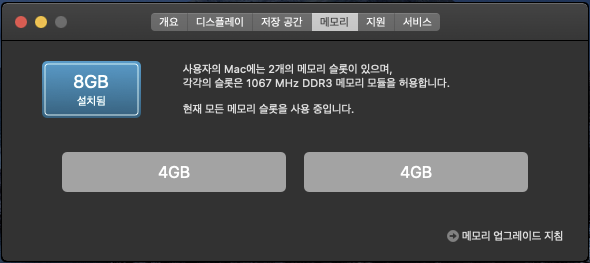 개요 디스플레이 저장 공간 메모리 지원 서비스
8GB
설치됨
사용자의 Mac에는 2개의 메모리 슬롯이 있으며,
각각의 슬롯은 1067 MHz DDR3 메모리 모듈을 허용합니다.
현재 모든 메모리 슬롯을 사용 중입니다.
4GB 4GB
메모리 업그레이드 지침